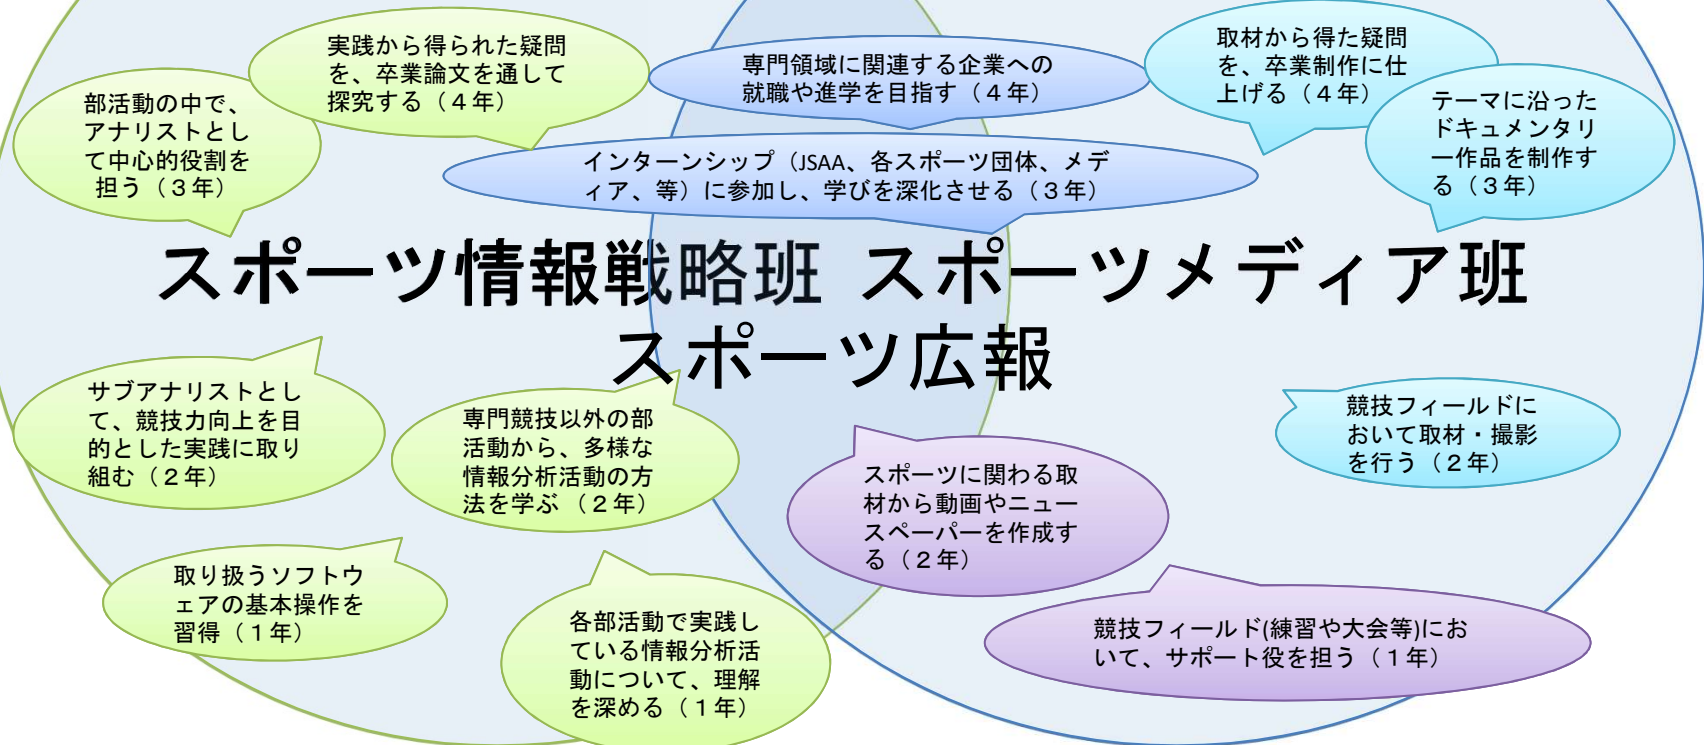 実践から得られた疑問
を、卒業論文を通して
探究する（４年）
専門領域に関連する企業への
就職や進学を目指す（４年）
取材から得た疑問
を、卒業制作に仕
上げる（４年）
部活動の中で、
アナリストとし
て中心的役割を
担う（３年）
テーマに沿った
ドキュメンタリ
ー作品を制作す
る（３年）
インターンシップ（JSAA、各スポーツ団体、メデ
ィア、等）に参加し、学びを深化させる（３年）
スポーツ情報戦略班 スポーツメディア班
スポーツ広報
サブアナリストとし
て、競技力向上を目
的とした実践に取り
組む（２年）
専門競技以外の部
活動から、多様な
情報分析活動の方
法を学ぶ（２年）
競技フィールドに
おいて取材・撮影
を行う（２年）
スポーツに関わる取
材から動画やニュー
スペーパーを作成す
る（２年）
取り扱うソフトウ
ェアの基本操作を
習得（１年）
各部活動で実践し
ている情報分析活
動について、理解
を深める（１年）
競技フィールド(練習や大会等)にお
いて、サポート役を担う（１年）